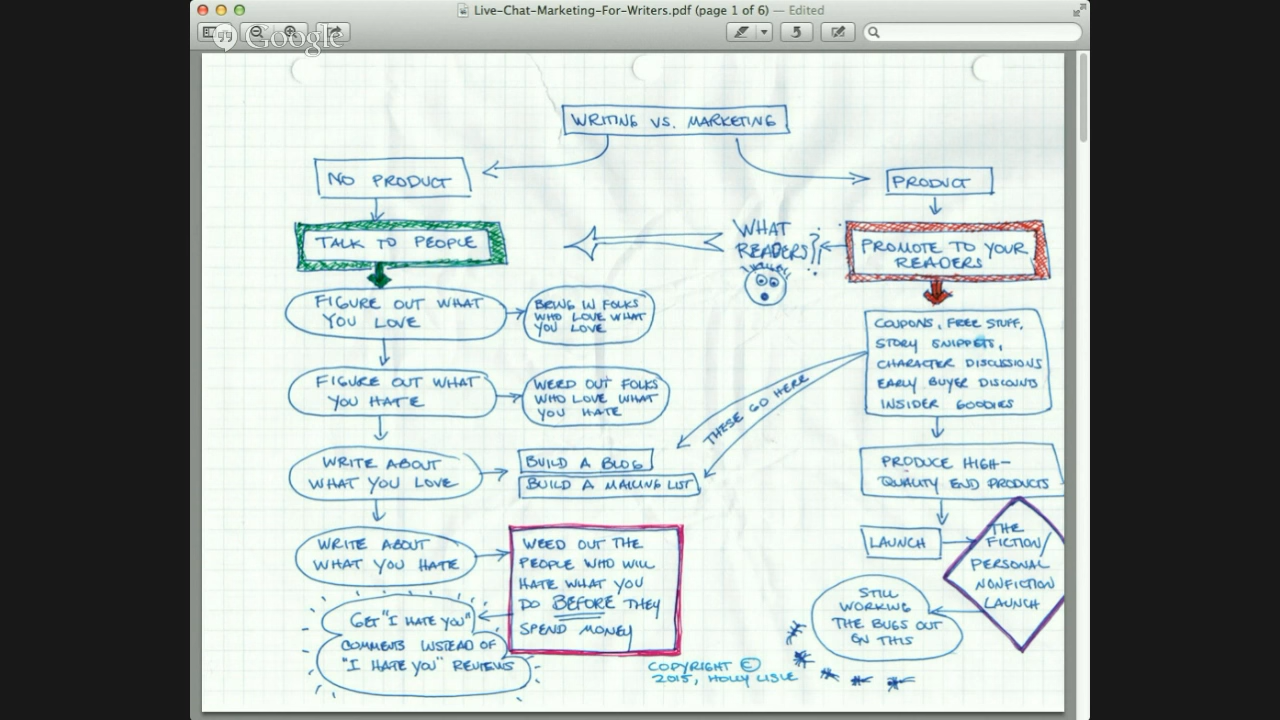 Live-Chat-Marketing-For-Writers.pdf (page 1 of 6) — Edited
Google
WRITING VS. MARKETING
NO PRODUCT
PRODUCT
TALK TO PEOPLE
WHAT
READERS?!
PROMOTE TO YOUR
READERS
FIGURE OUT WHAT
YOU LOVE
BRING IN FOLKS
WHO LOVE WHAT
YOU LOVE
COUPONS, FREE STUFF,
STORY SNIPPETS,
CHARACTER DISCUSSIONS
EARLY BUYER DISCOUNTS
INSIDER GOODIES
FIGURE OUT WHAT
YOU HATE
WEED OUT FOLKS
WHO LOVE WHAT
YOU HATE
THESE GO HERE
WRITE ABOUT
WHAT YOU LOVE
BUILD A BLOG
BUILD A MAILING LIST
PRODUCE HIGH-
QUALITY END PRODUCTS
WRITE ABOUT
WHAT YOU HATE
WEED OUT THE
PEOPLE WHO WILL
HATE WHAT YOU
DO BEFORE THEY
SPEND MONEY
LAUNCH
THE
FICTION/
PERSONAL
NONFICTION
LAUNCH
GET "I HATE YOU"
COMMENTS INSTEAD OF
"I HATE YOU" REVIEWS
STILL
WORKING
THE BUGS OUT
ON THIS
COPYRIGHT ©
2015, HOLLY LISLE